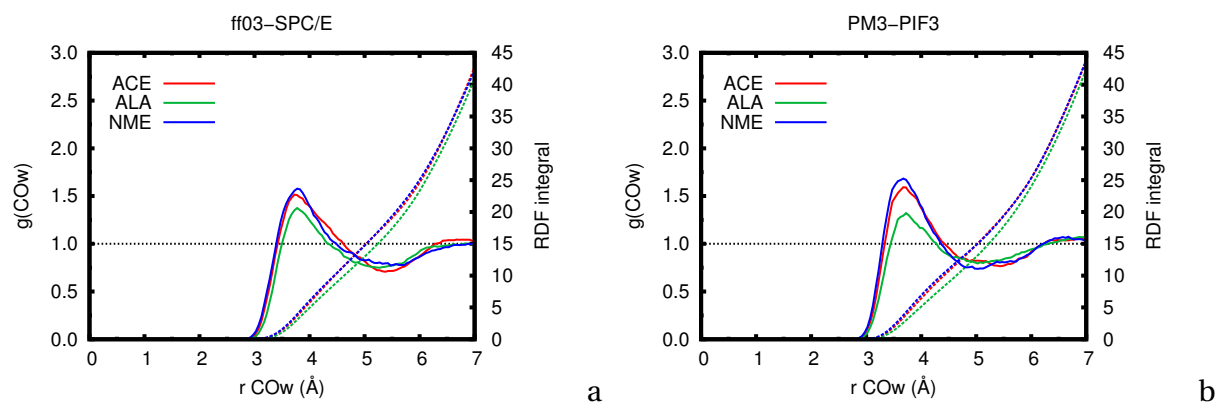 ff03−SPC/E
3.0
2.5
2.0
1.5
1.0
0.5
0.0
g(COw)
ACE
ALA
NME
45
40
35
30
25
20
15
10
5
0
RDF integral
0 1 2 3 4 5 6 7
r COw (Å)
a
PM3−PIF3
3.0
2.5
2.0
1.5
1.0
0.5
0.0
g(COw)
ACE
ALA
NME
45
40
35
30
25
20
15
10
5
0
RDF integral
0 1 2 3 4 5 6 7
r COw (Å)
b